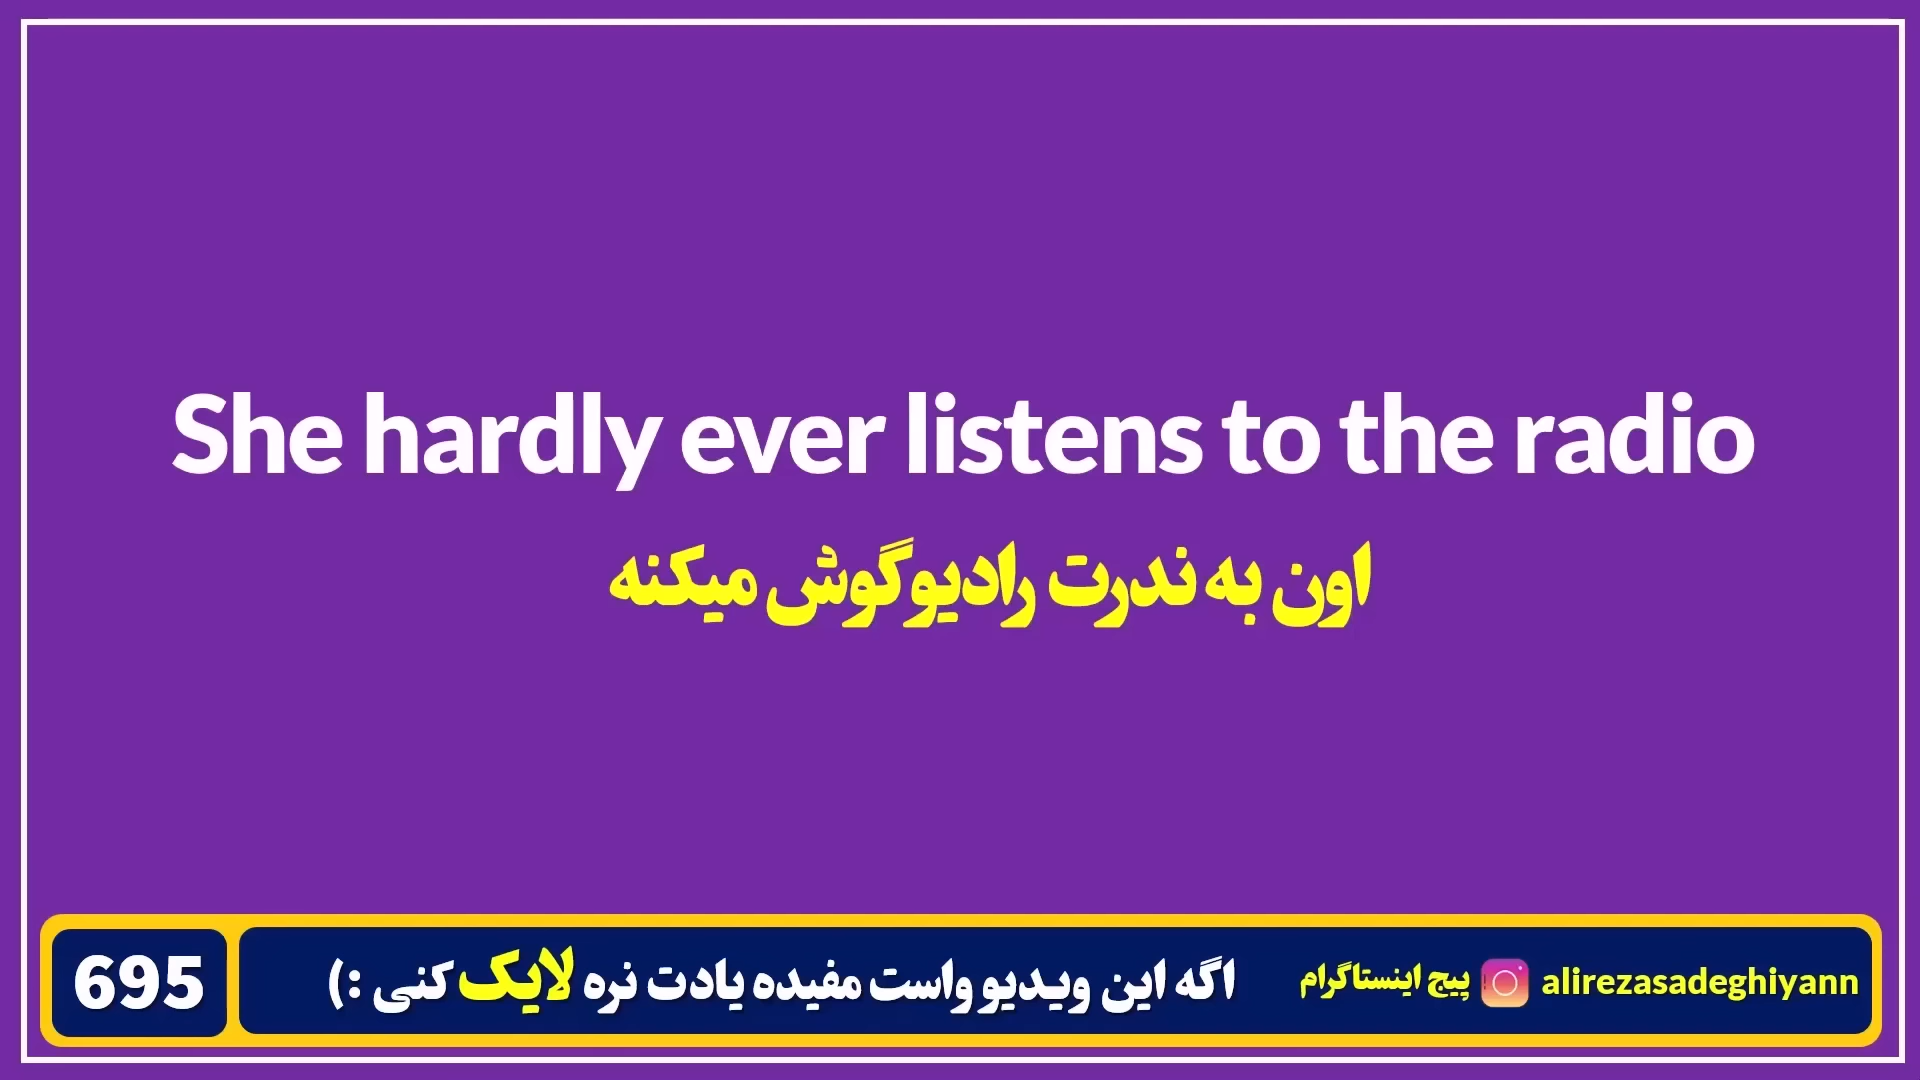 She hardly ever listens to the radio
اون به ندرت رادیو گوش میکنه
695
اگه این ویدیو واست مفیده یادت نره لایک کنی :)
پیج اینستاگرام alirezasadeghiyann